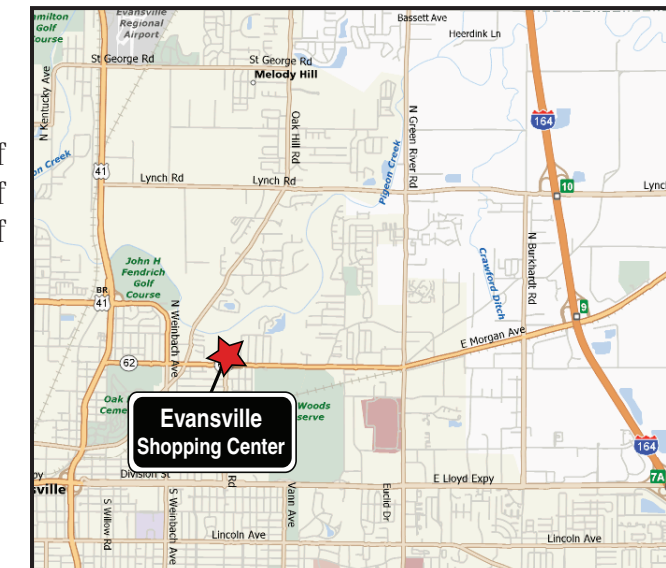 amilton
Golf
Course
Evansville
Regional
Airport
Bassett Ave
Heerdink Ln
St George Rd
St George Rd
Melody Hill
N Kentucky Ave
Oak Hill Rd
N Green River Rd
164
f
f
f
on Creek
41
Lynch Rd
Lynch Rd
Pigeon Creek
10
Lync
John H
Fendrich
Golf
Course
BR
41
N Weinbach Ave
Crawford Ditch
N Burkhardt Rd
9
E Morgan Ave
62
Oak
Ceme
Woods
serve
Evansville
Shopping Center
164
7A
Division St
Rd
E Lloyd Expy
sville
S Willow Rd
S Weinbach Ave
Vann Ave
Euclid Dr
Lincoln Ave
Lincoln Ave